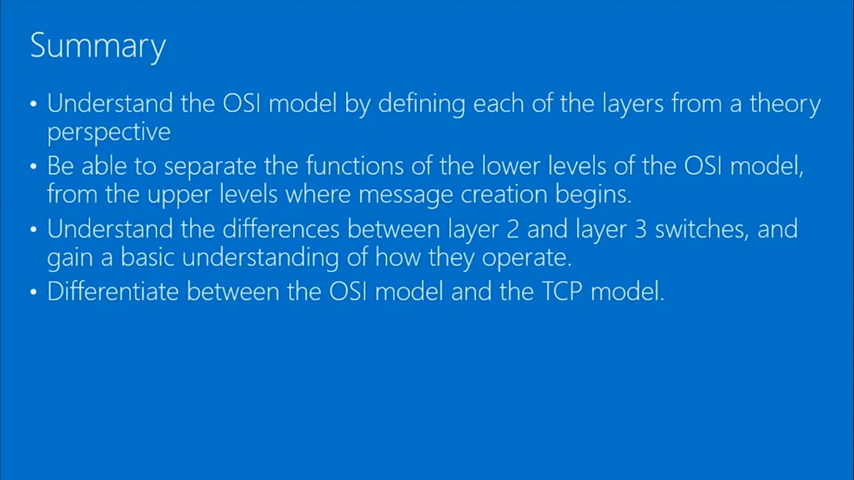 Summary
• Understand the OSI model by defining each of the layers from a theory
perspective
• Be able to separate the functions of the lower levels of the OSI model,
from the upper levels where message creation begins.
• Understand the differences between layer 2 and layer 3 switches, and
gain a basic understanding of how they operate.
• Differentiate between the OSI model and the TCP model.